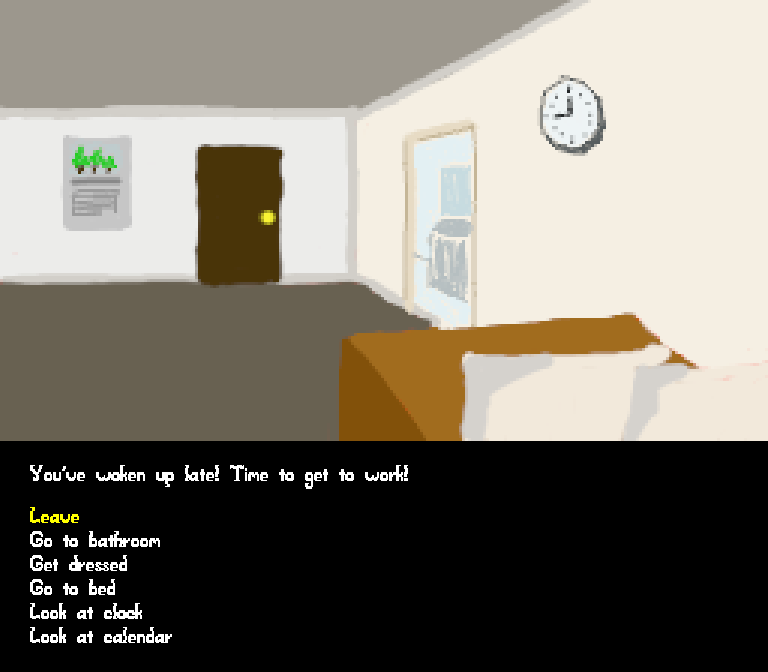 You've woken up late! Time to get to work!
Leave
Go to bathroom
Get dressed
Go to bed
Look at clock
Look at calendar